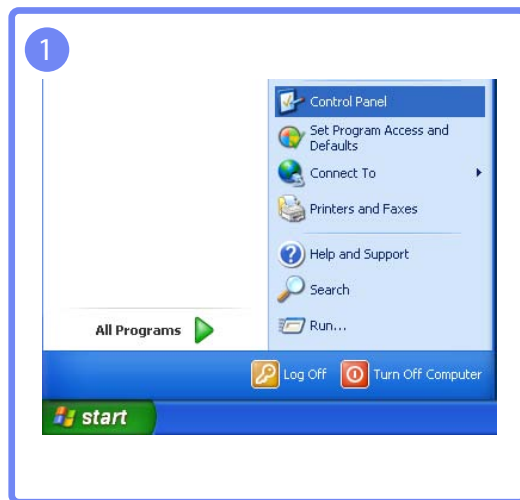 1
Control Panel
Set Program Access and
Defaults
Connect To
Printers and Faxes
Help and Support
Search
Run...
All Programs
Log Off
Turn Off Computer
start